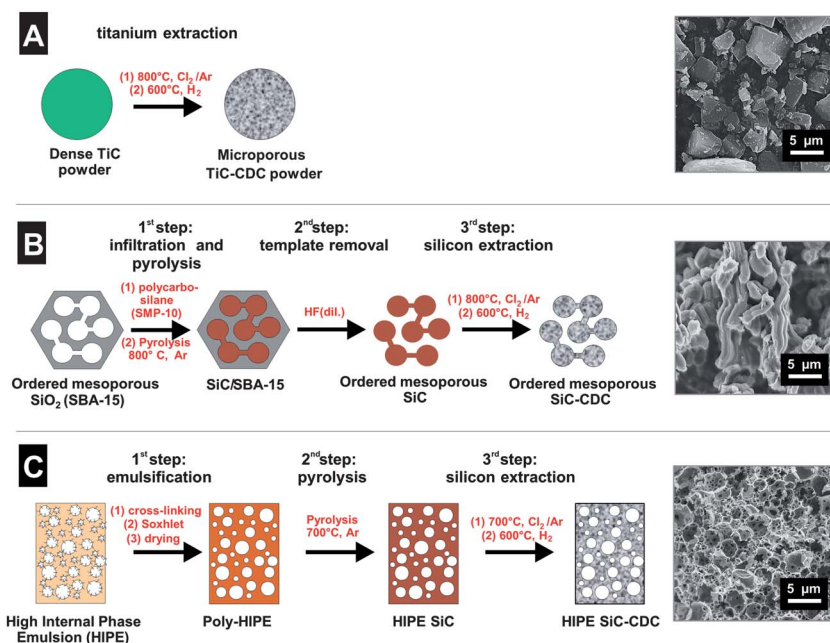 A
titanium extraction
(1) 800°C, Cl₂/Ar
(2) 600°C, H₂
Dense TiC
powder
Microporous
TiC-CDC powder
5 µm
B
1ˢᵗ step:
infiltration and
pyrolysis
2ⁿᵈ step:
template removal
3ʳᵈ step:
silicon extraction
(1) polycarbo-
silane
(SMP-10)
(2) Pyrolysis
800° C, Ar
HF(dil.)
(1) 800°C, Cl₂/Ar
(2) 600°C, H₂
Ordered mesoporous
SiO₂ (SBA-15)
SiC/SBA-15
Ordered mesoporous
SiC
Ordered mesoporous
SiC-CDC
5 µm
C
1ˢᵗ step:
emulsification
2ⁿᵈ step:
pyrolysis
3ʳᵈ step:
silicon extraction
(1) cross-linking
(2) Soxhlet
(3) drying
Pyrolysis
700°C, Ar
(1) 700°C, Cl₂/Ar
(2) 600°C, H₂
High Internal Phase
Emulsion (HIPE)
Poly-HIPE
HIPE SiC
HIPE SiC-CDC
5 µm